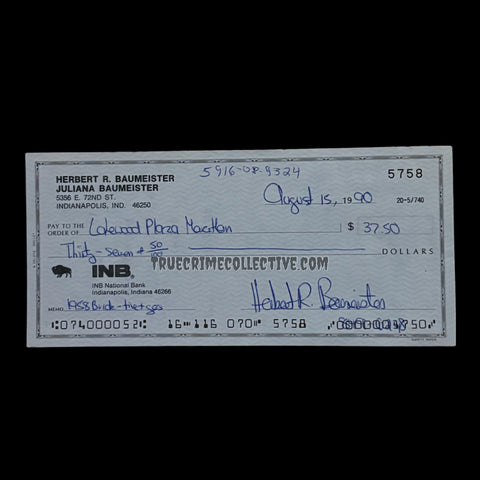 HERBERT R. BAUMEISTER
JULIANA BAUMEISTER
5356 E. 72ND ST.
INDIANAPOLIS, IND. 46250
5916-08-9324
5758
August 15, 1990
20-5/740
PAY TO THE ORDER OF Lakewood Plaza Marathon $ 37.50
Thirty-seven & 50/100 DOLLARS
TRUECRIMECOLLECTIVE.COM
INB
INB National Bank
Indianapolis, Indiana 46266
Herbert R. Baumeister
MEMO 1988 Buick-
⑆074000052⑆ 16⑉116 070⑈ 5758